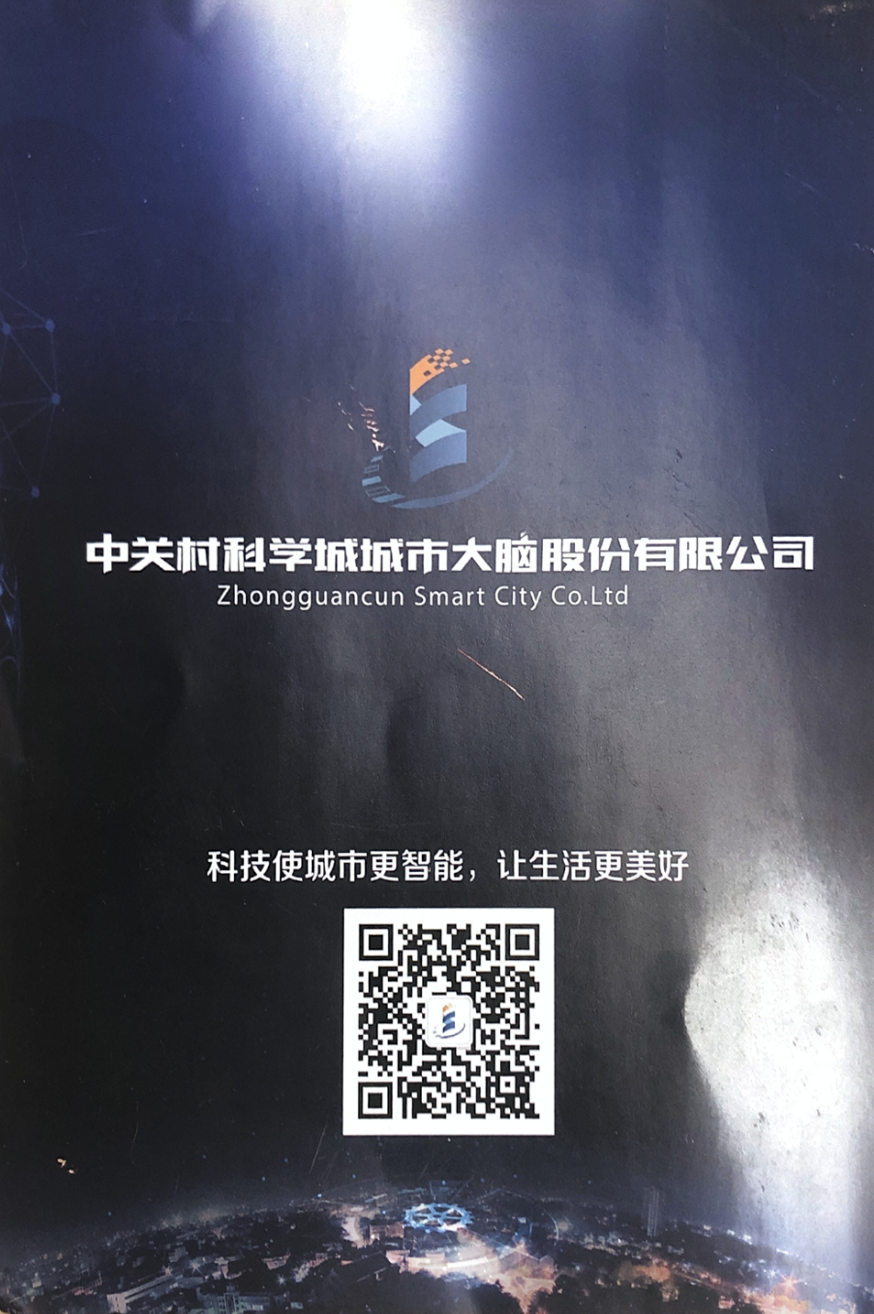 中关村科学城城市大脑股份有限公司
Zhongguancun Smart City Co.Ltd
科技使城市更智能，让生活更美好